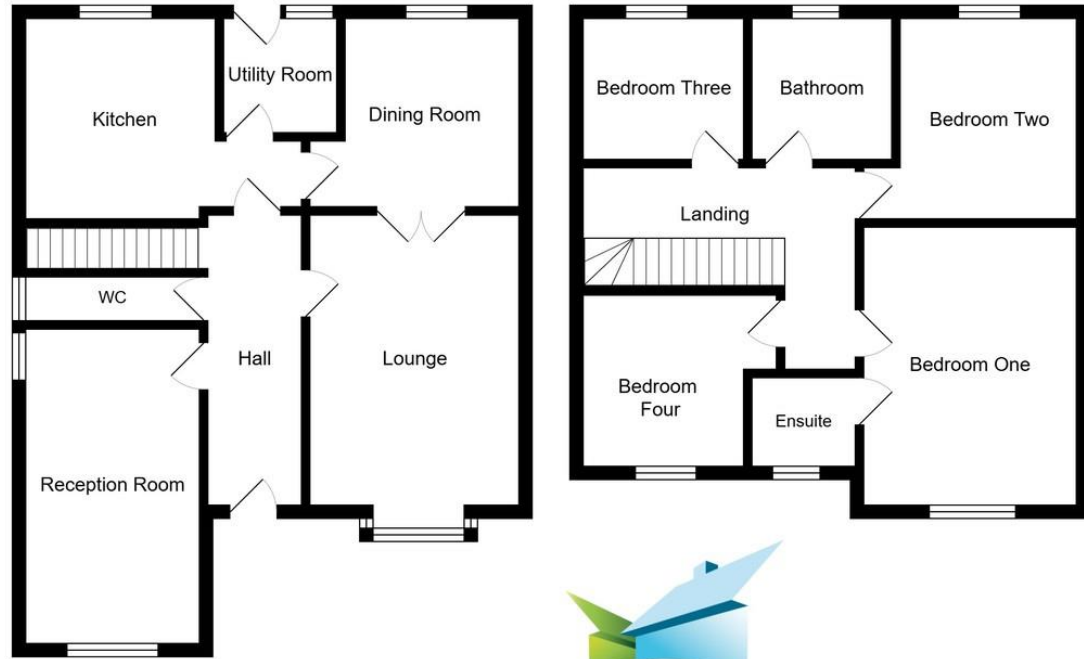 Kitchen
Utility Room
Dining Room
WC
Hall
Lounge
Reception Room
Bedroom Three
Bathroom
Bedroom Two
Landing
Bedroom
Four
Ensuite
Bedroom One